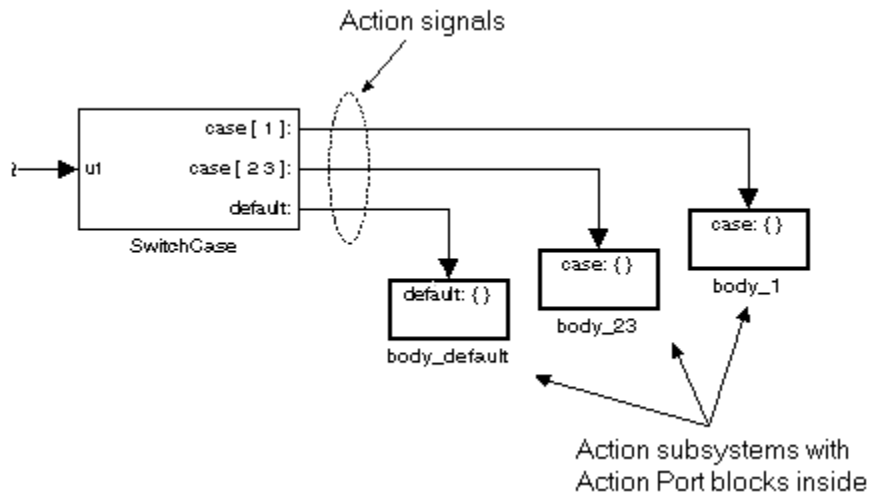 Action signals
case [ 1 ]:
u1
case [ 2 3 ]:
default:
SwitchCase
case: { }
body_1
case: { }
body_23
default: { }
body_default
Action subsystems with
Action Port blocks inside